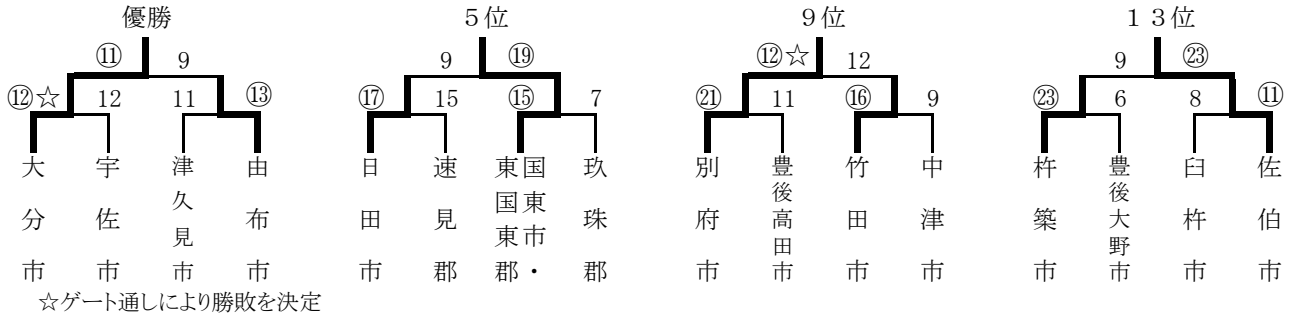 優勝 ５位 ９位 １３位
⑪ 9 9 ⑲ ⑫☆ 12 9 ㉓
⑫☆ 12 11 ⑬ ⑰ 15 ⑮ 7 ㉑ 11 ⑯ 9 ㉓ 6 8 ⑪
大分市
宇佐市
津久見市
由布市
日田市
速見郡
国東市・
東国東郡
玖珠郡
別府市
豊後高田市
竹田市
中津市
杵築市
豊後大野市
臼杵市
佐伯市
☆ゲート通しにより勝敗を決定